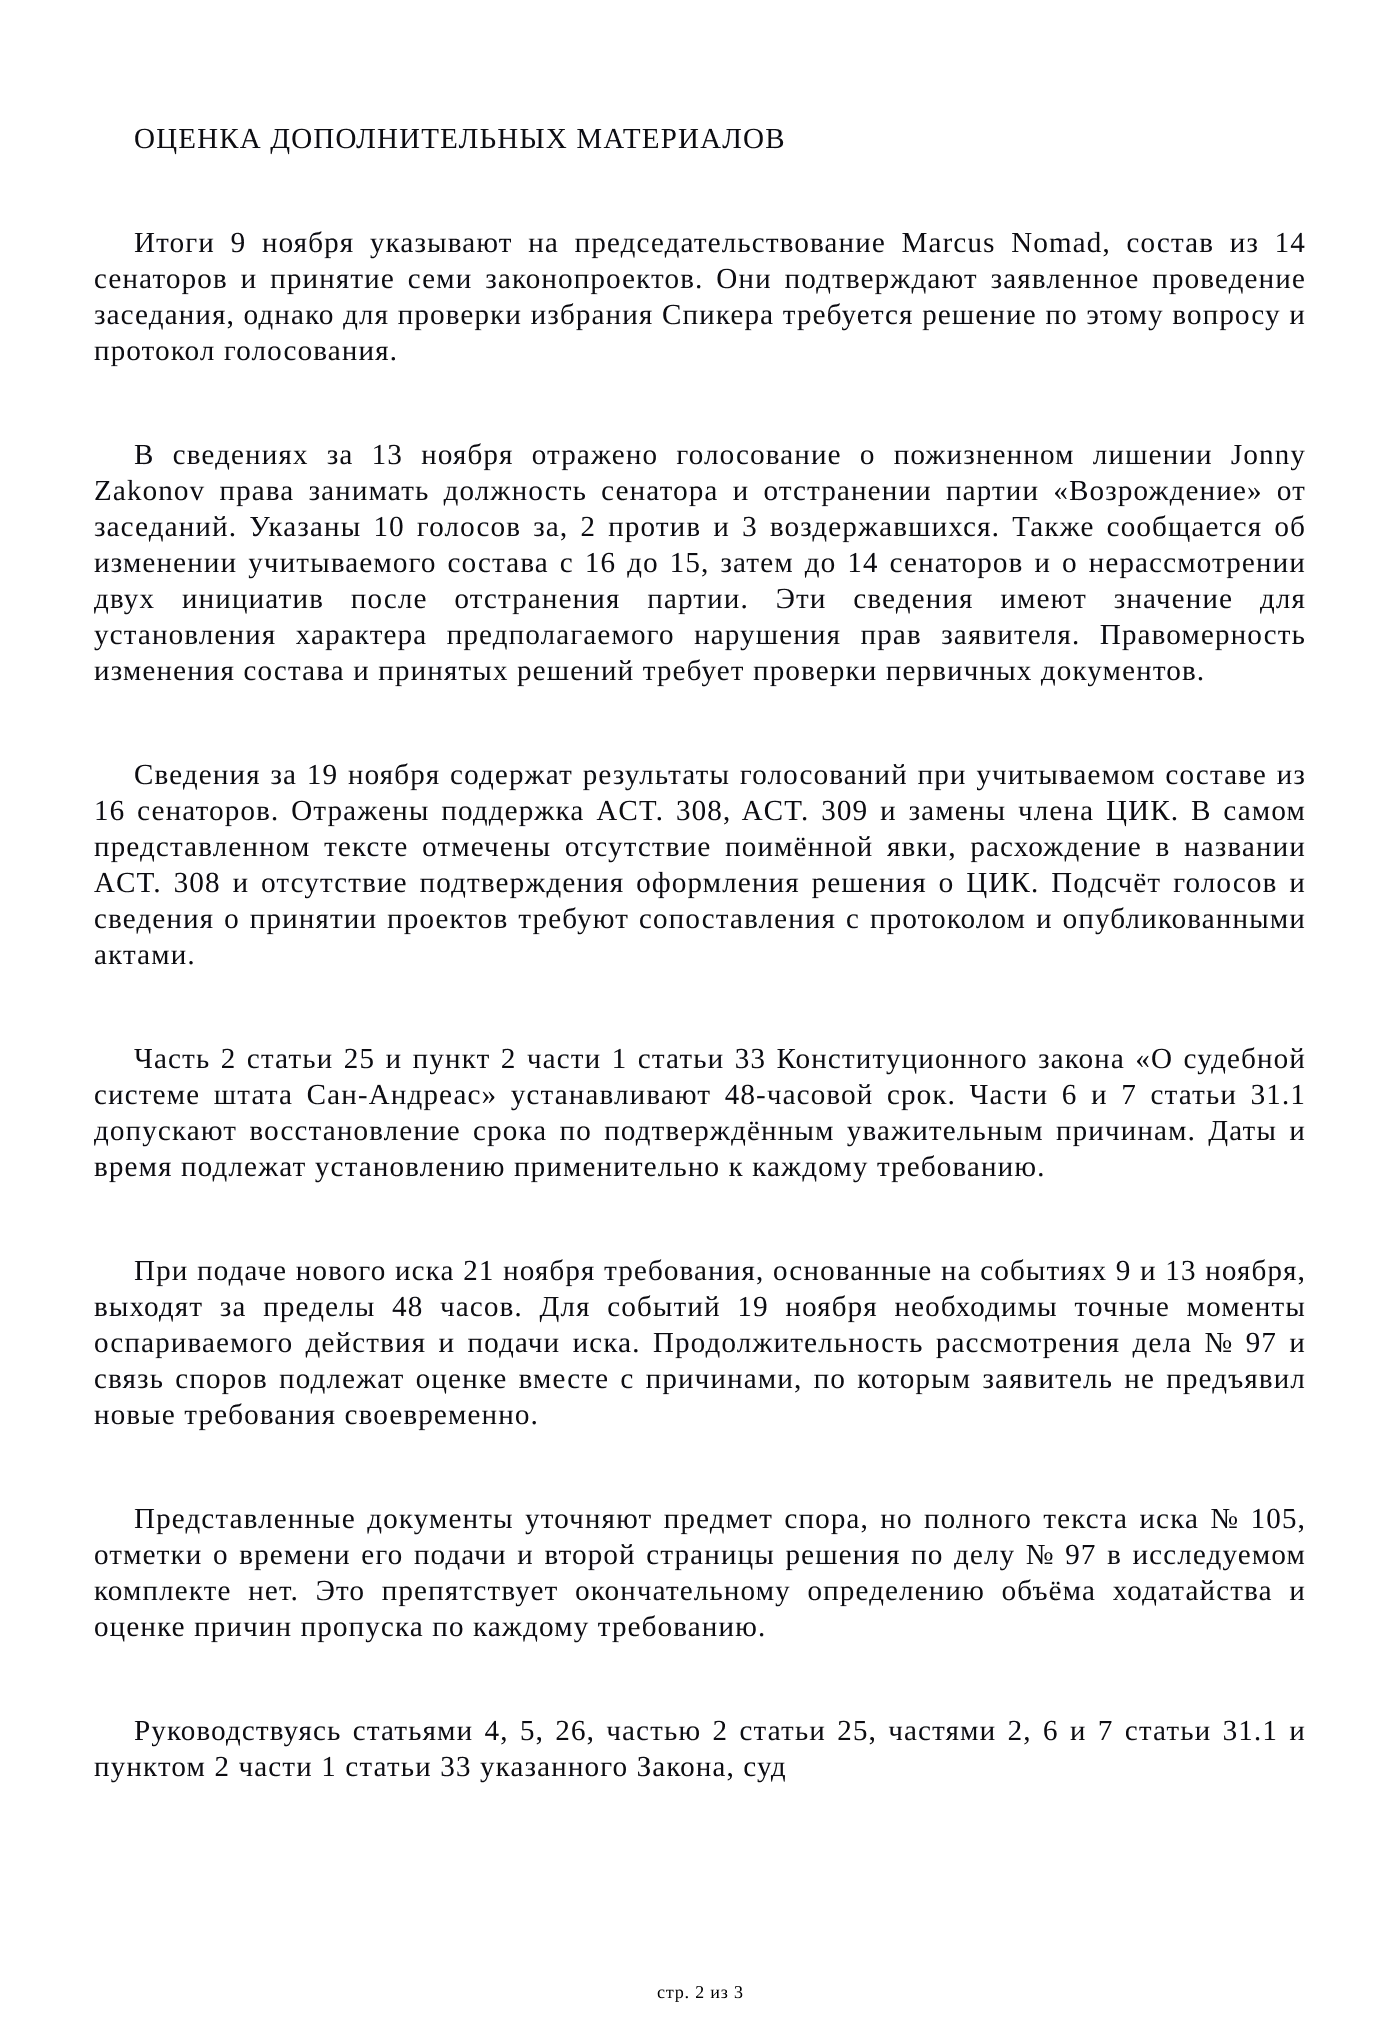 ОЦЕНКА ДОПОЛНИТЕЛЬНЫХ МАТЕРИАЛОВ
Итоги 9 ноября указывают на председательствование Marcus Nomad, состав из 14
сенаторов и принятие семи законопроектов. Они подтверждают заявленное проведение
заседания, однако для проверки избрания Спикера требуется решение по этому вопросу и
протокол голосования.
В сведениях за 13 ноября отражено голосование о пожизненном лишении Jonny
Zakonov права занимать должность сенатора и отстранении партии «Возрождение» от
заседаний. Указаны 10 голосов за, 2 против и 3 воздержавшихся. Также сообщается об
изменении учитываемого состава с 16 до 15, затем до 14 сенаторов и о нерассмотрении
двух инициатив после отстранения партии. Эти сведения имеют значение для
установления характера предполагаемого нарушения прав заявителя. Правомерность
изменения состава и принятых решений требует проверки первичных документов.
Сведения за 19 ноября содержат результаты голосований при учитываемом составе из
16 сенаторов. Отражены поддержка АСТ. 308, АСТ. 309 и замены члена ЦИК. В самом
представленном тексте отмечены отсутствие поимённой явки, расхождение в названии
АСТ. 308 и отсутствие подтверждения оформления решения о ЦИК. Подсчёт голосов и
сведения о принятии проектов требуют сопоставления с протоколом и опубликованными
актами.
Часть 2 статьи 25 и пункт 2 части 1 статьи 33 Конституционного закона «О судебной
системе штата Сан-Андреас» устанавливают 48-часовой срок. Части 6 и 7 статьи 31.1
допускают восстановление срока по подтверждённым уважительным причинам. Даты и
время подлежат установлению применительно к каждому требованию.
При подаче нового иска 21 ноября требования, основанные на событиях 9 и 13 ноября,
выходят за пределы 48 часов. Для событий 19 ноября необходимы точные моменты
оспариваемого действия и подачи иска. Продолжительность рассмотрения дела № 97 и
связь споров подлежат оценке вместе с причинами, по которым заявитель не предъявил
новые требования своевременно.
Представленные документы уточняют предмет спора, но полного текста иска № 105,
отметки о времени его подачи и второй страницы решения по делу № 97 в исследуемом
комплекте нет. Это препятствует окончательному определению объёма ходатайства и
оценке причин пропуска по каждому требованию.
Руководствуясь статьями 4, 5, 26, частью 2 статьи 25, частями 2, 6 и 7 статьи 31.1 и
пунктом 2 части 1 статьи 33 указанного Закона, суд
стр. 2 из 3